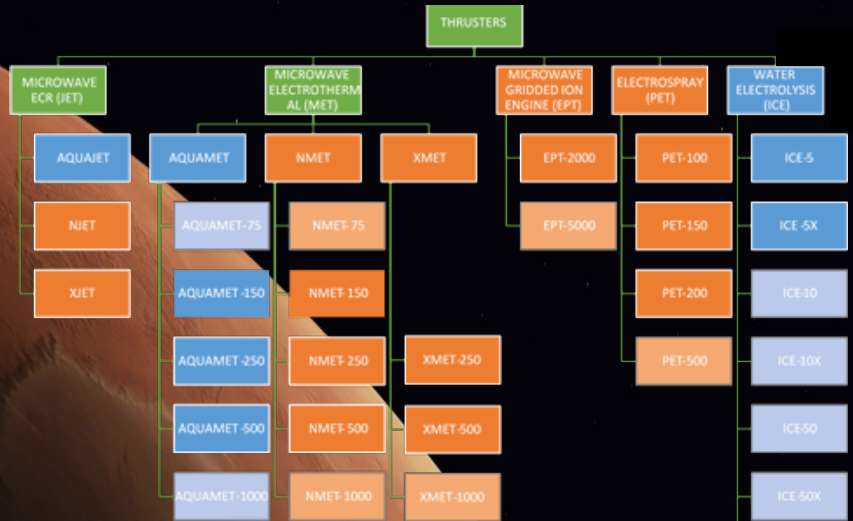 THRUSTERS
MICROWAVE
ECR (JET)
MICROWAVE
ELECTROTHERM
AL (MET)
MICROWAVE
GRIDDED ION
ENGINE (EPT)
ELECTROSPRAY
(PET)
WATER
ELECTROLYSIS
(ICE)
AQUAJET
AQUAMET
NMET
XMET
EPT-2000
PET-100
ICE-5
NJET
AQUAMET-75
NMET-75
EPT-5000
PET-150
ICE-5X
XJET
AQUAMET-150
NMET-150
PET-200
ICE-10
AQUAMET-250
NMET-250
XMET-250
PET-500
ICE-10X
AQUAMET-500
NMET-500
XMET-500
ICE-50
AQUAMET-1000
NMET-1000
XMET-1000
ICE-50X